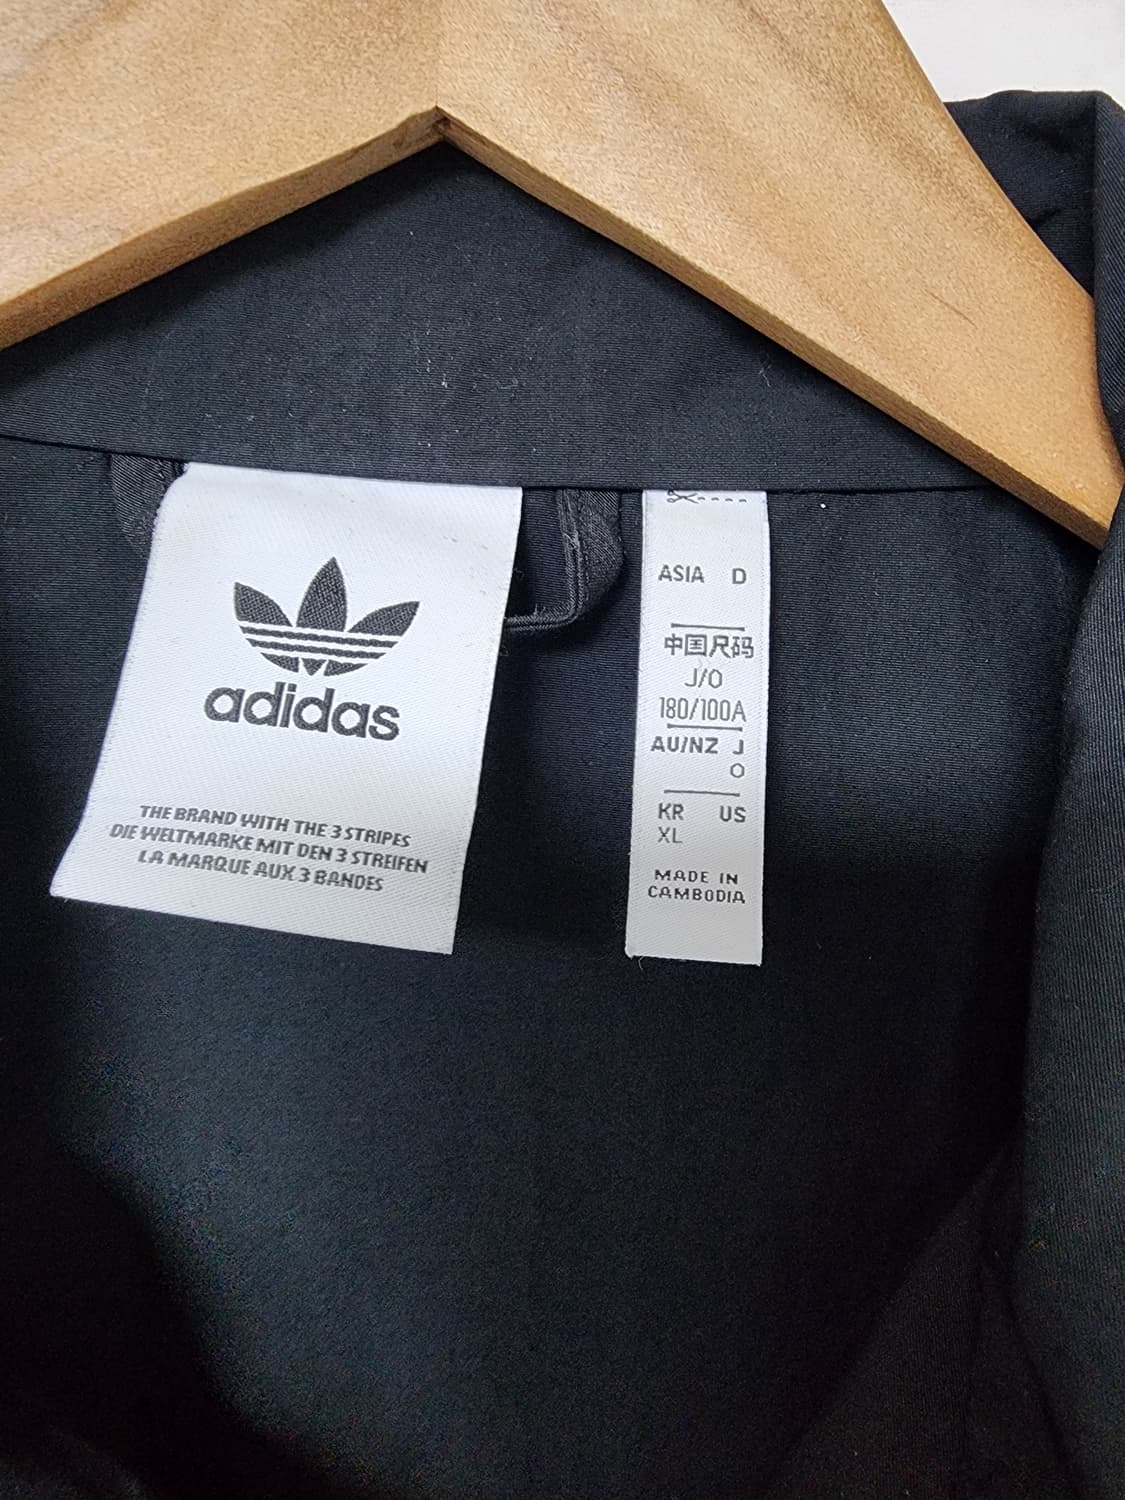 adidas
THE BRAND WITH THE 3 STRIPES
DIE WELTMARKE MIT DEN 3 STREIFEN
LA MARQUE AUX 3 BANDES
ASIA D
中国尺码
J/O
180/100A
AU/NZ J
O
KR US
XL
MADE IN
CAMBODIA